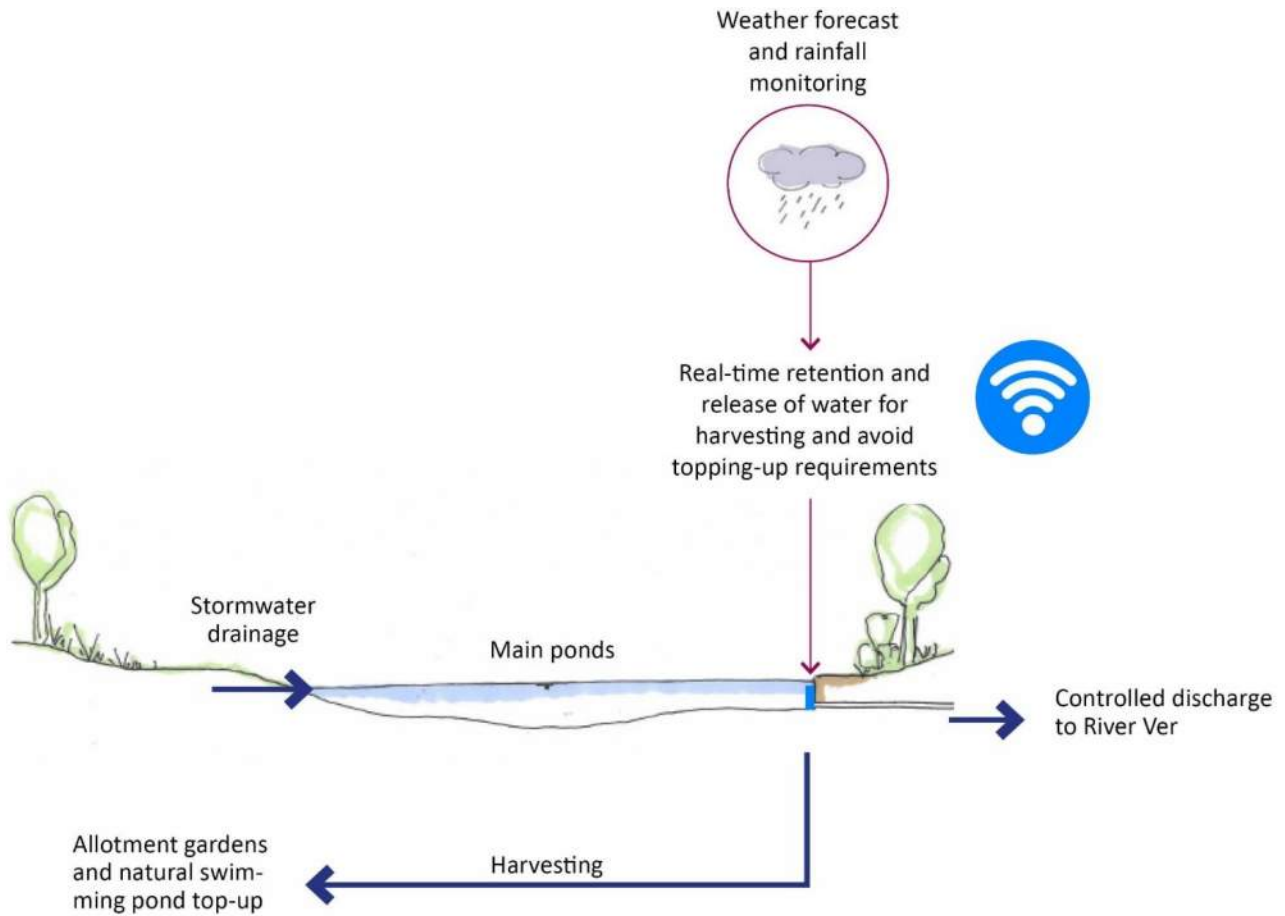 Weather forecast
and rainfall
monitoring
Real-time retention and
release of water for
harvesting and avoid
topping-up requirements
Stormwater
drainage
Main ponds
Controlled discharge
to River Ver
Harvesting
Allotment gardens
and natural swim-
ming pond top-up